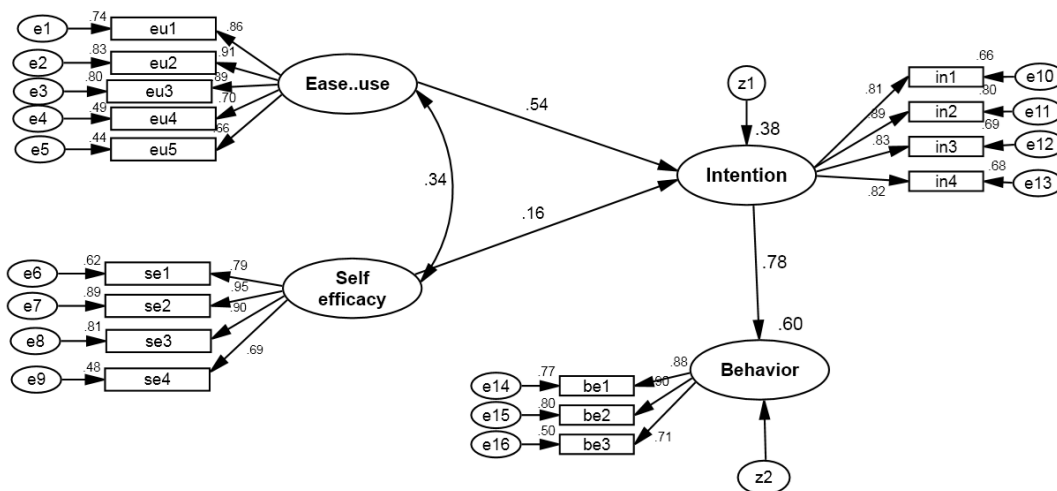 e1
.74
eu1
.86
e2
.83
eu2
.91
e3
.80
eu3
.89
e4
.49
eu4
.70
e5
.44
eu5
.66
Ease..use
.54
.34
.16
z1
.38
Intention
.81
in1
.66
e10
.89
in2
.80
e11
.83
in3
.69
e12
.82
in4
.68
e13
e6
.62
se1
.79
e7
.89
se2
.95
e8
.81
se3
.90
e9
.48
se4
.69
Self
efficacy
.78
.60
Behavior
e14
.77
be1
.88
e15
.80
be2
.90
e16
.50
be3
.71
z2